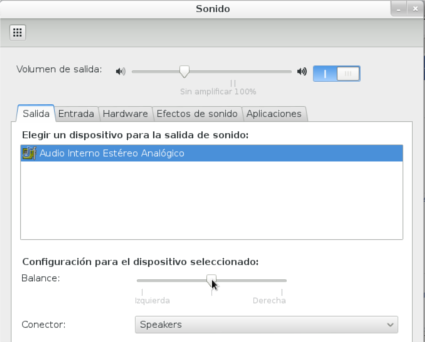 Sonido
Volumen de salida:
Sin amplificar 100%
Salida Entrada Hardware Efectos de sonido Aplicaciones
Elegir un dispositivo para la salida de sonido:
Audio Interno Estéreo Analógico
Configuración para el dispositivo seleccionado:
Balance:
Izquierda Derecha
Conector: Speakers